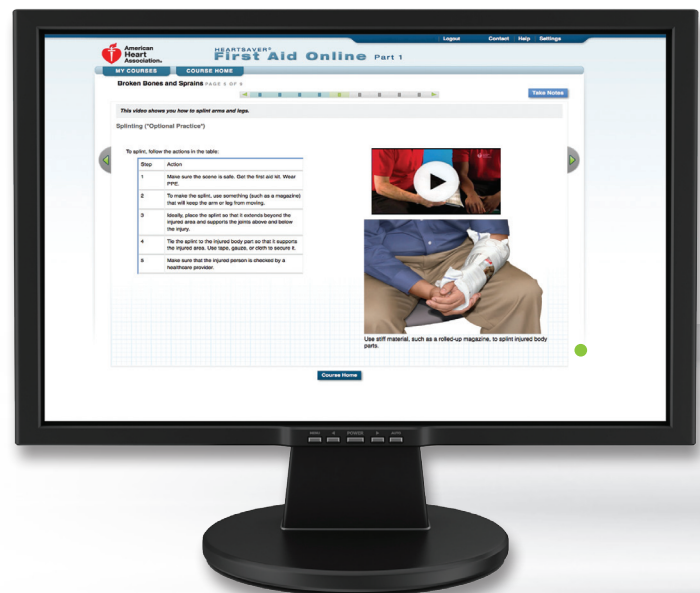 Logout Contact Help Settings
American
Heart
Association®
HEARTSAVER®
First Aid Online Part 1
MY COURSES COURSE HOME
Broken Bones and Sprains PAGE 5 OF 9
Take Notes
This video shows you how to splint arms and legs.
Splinting ("Optional Practice")
To splint, follow the actions in the table:
Step Action
1 Make sure the scene is safe. Get the first aid kit. Wear
PPE.
2 To make the splint, use something (such as a magazine)
that will keep the arm or leg from moving.
3 Ideally, place the splint so that it extends beyond the
injured area and supports the joints above and below
the injury.
4 Tie the splint to the injured body part so that it supports
the injured area. Use tape, gauze, or cloth to secure it.
5 Make sure that the injured person is checked by a
healthcare provider.
Use stiff material, such as a rolled-up magazine, to splint injured body
parts.
Course Home
MENU POWER AUTO